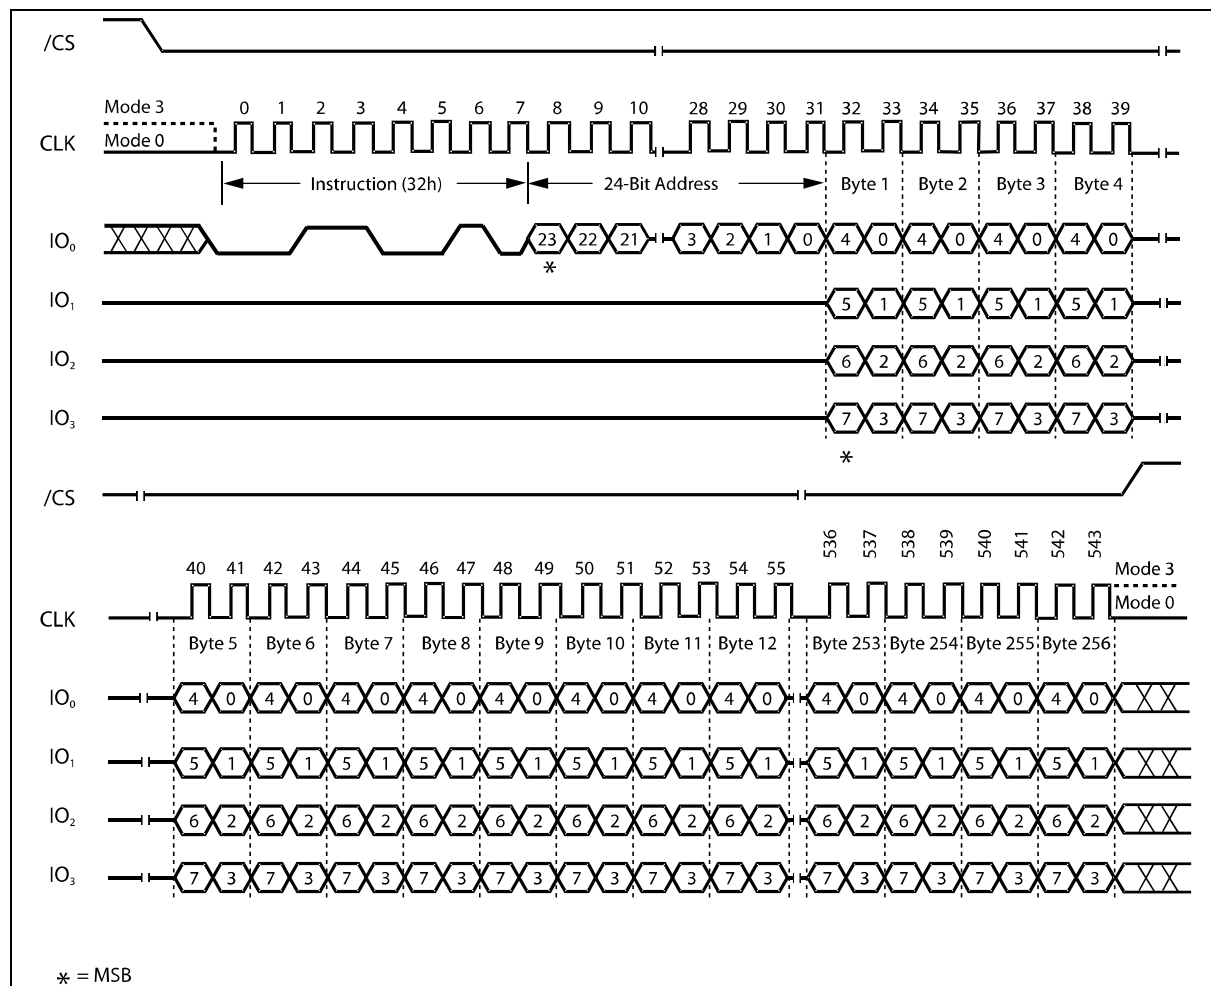 /CS
Mode 3
0 1 2 3 4 5 6 7 8 9 10 28 29 30 31 32 33 34 35 36 37 38 39
CLK
Mode 0
Instruction (32h) 24-Bit Address Byte 1 Byte 2 Byte 3 Byte 4
IO0 23 22 21 3 2 1 0 4 0 4 0 4 0 4 0
*
IO1 5 1 5 1 5 1 5 1
IO2 6 2 6 2 6 2 6 2
IO3 7 3 7 3 7 3 7 3
*
/CS
536 537 538 539 540 541 542 543
40 41 42 43 44 45 46 47 48 49 50 51 52 53 54 55
Mode 3
CLK
Mode 0
Byte 5 Byte 6 Byte 7 Byte 8 Byte 9 Byte 10 Byte 11 Byte 12 Byte 253 Byte 254 Byte 255 Byte 256
IO0 4 0 4 0 4 0 4 0 4 0 4 0 4 0 4 0 4 0 4 0 4 0 4 0
IO1 5 1 5 1 5 1 5 1 5 1 5 1 5 1 5 1 5 1 5 1 5 1 5 1
IO2 6 2 6 2 6 2 6 2 6 2 6 2 6 2 6 2 6 2 6 2 6 2 6 2
IO3 7 3 7 3 7 3 7 3 7 3 7 3 7 3 7 3 7 3 7 3 7 3 7 3
* = MSB